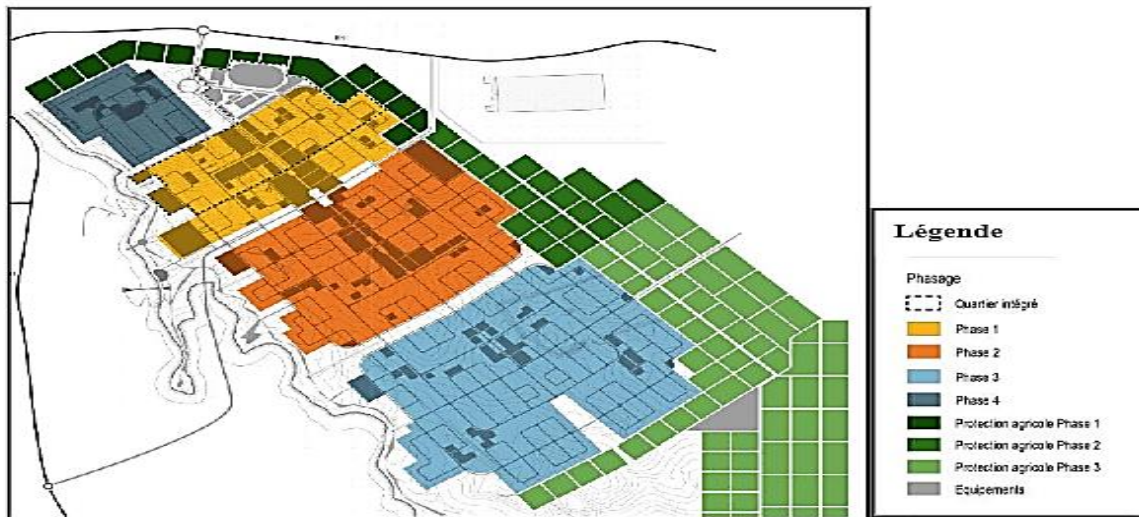 Légende
Phasage
Quartier intégré
Phase 1
Phase 2
Phase 3
Phase 4
Protection agricole Phase 1
Protection agricole Phase 2
Protection agricole Phase 3
Equipements